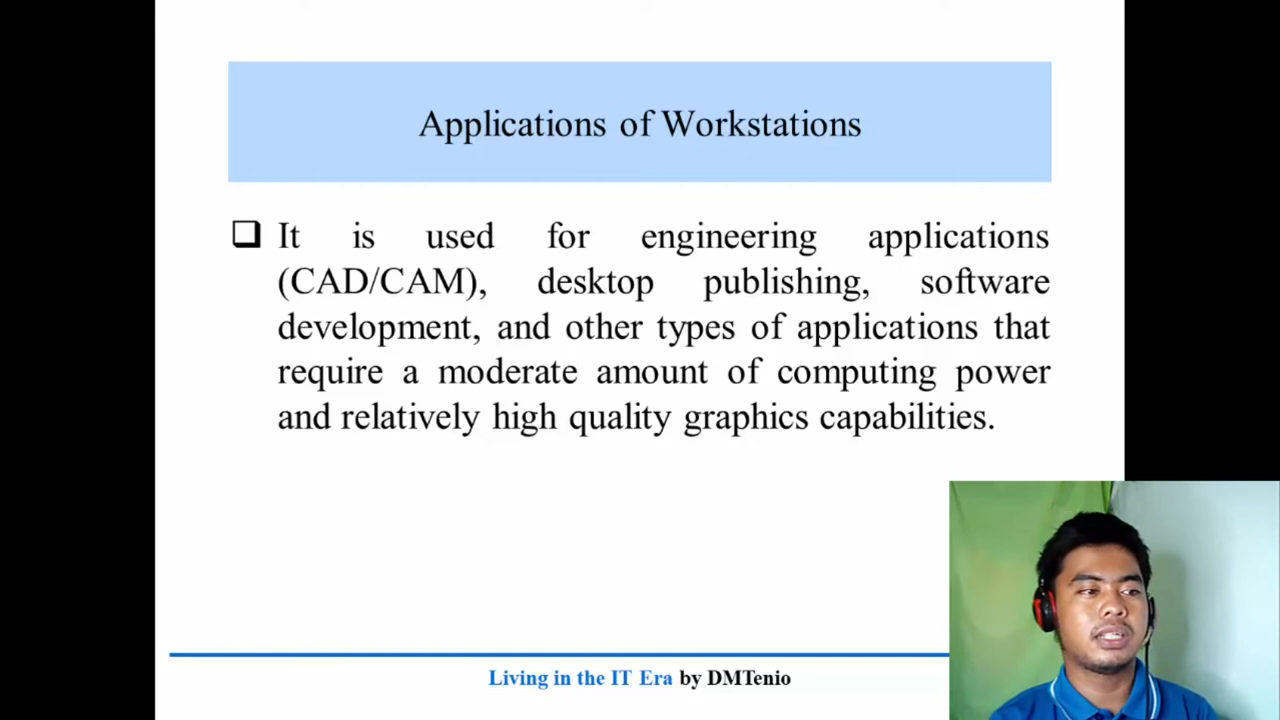 Applications of Workstations
It is used for engineering applications
(CAD/CAM), desktop publishing, software
development, and other types of applications that
require a moderate amount of computing power
and relatively high quality graphics capabilities.
Living in the IT Era by DMTenio